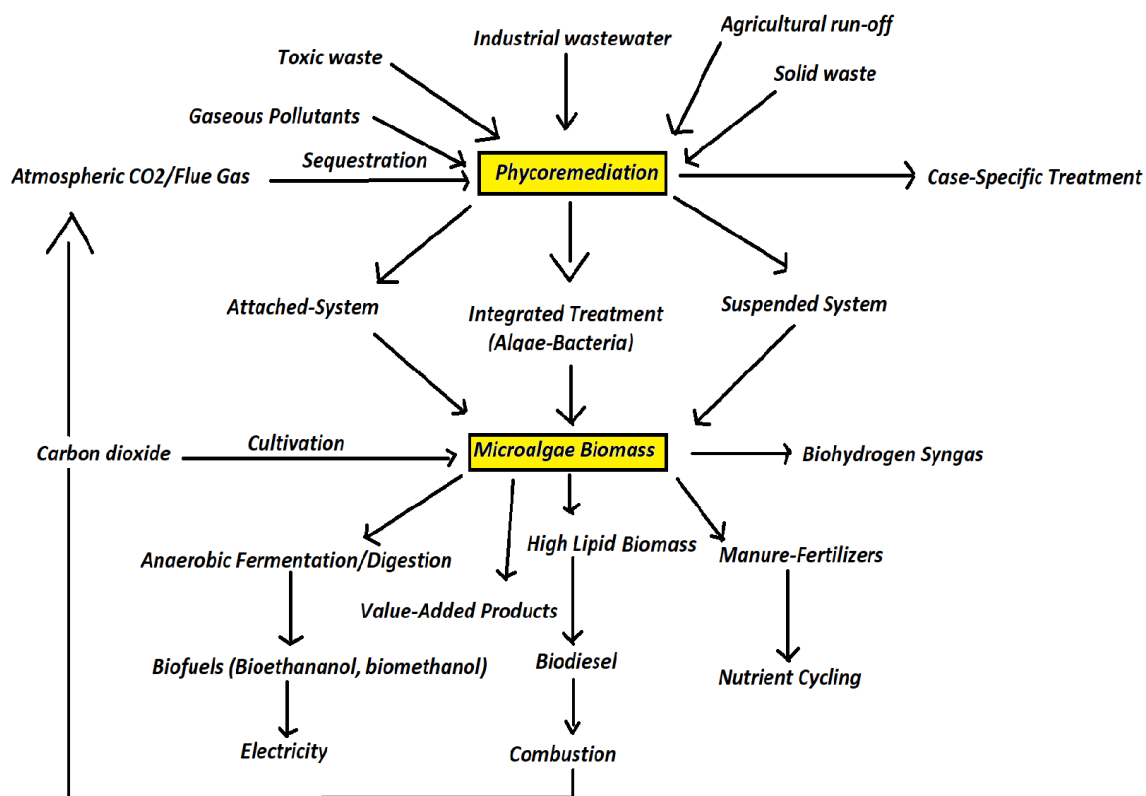 Agricultural run-off
Industrial wastewater
Toxic waste
Solid waste
Gaseous Pollutants
Sequestration
Atmospheric CO2/Flue Gas
Phycoremediation
Case-Specific Treatment
Attached-System
Integrated Treatment
(Algae-Bacteria)
Suspended System
Carbon dioxide
Cultivation
Microalgae Biomass
Biohydrogen Syngas
Anaerobic Fermentation/Digestion
High Lipid Biomass
Manure-Fertilizers
Value-Added Products
Biofuels (Bioethananol, biomethanol)
Biodiesel
Nutrient Cycling
Electricity
Combustion